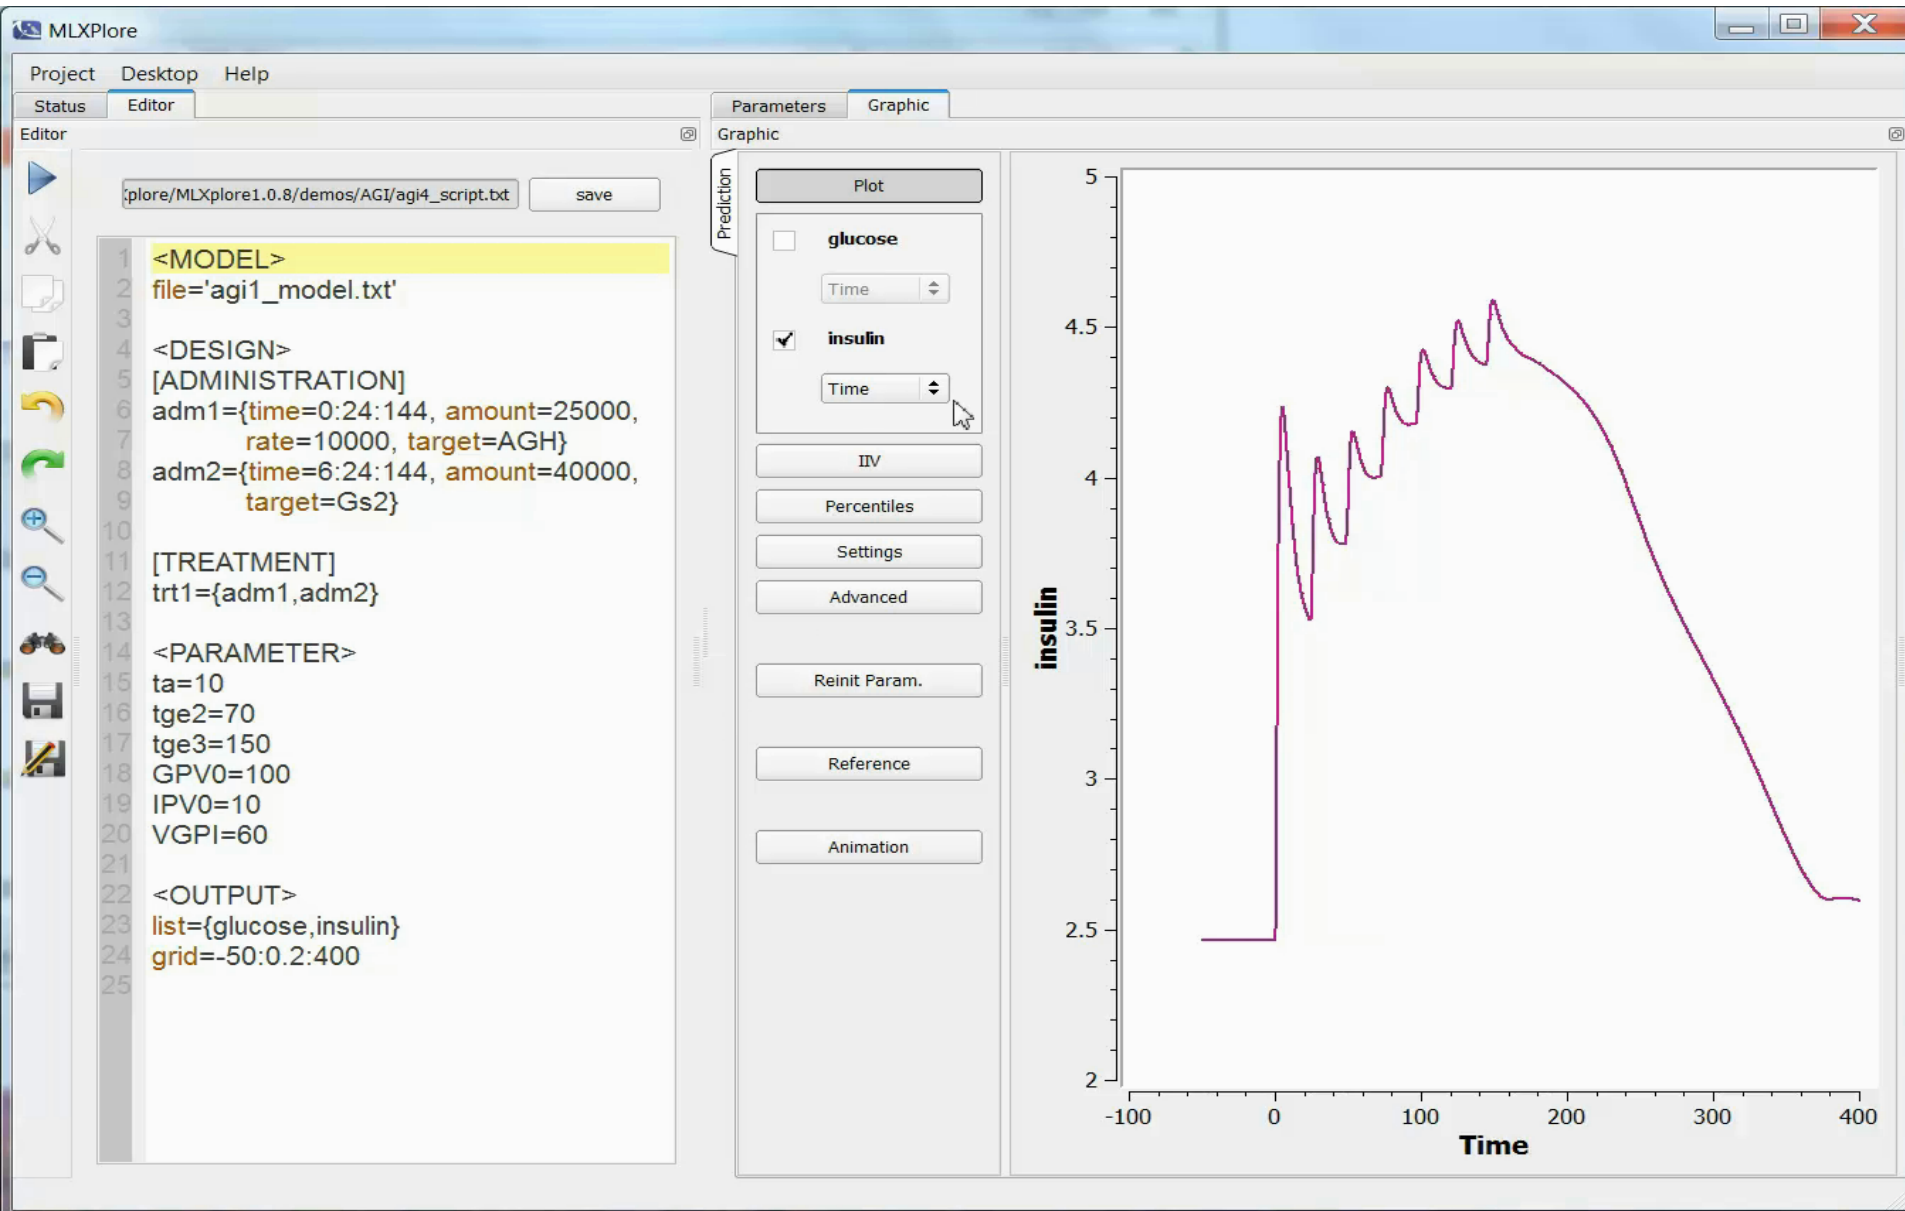 MLXPlore
Project Desktop Help
Status Editor
Editor
:plore/MLXplore1.0.8/demos/AGI/agi4_script.txt save
1 <MODEL>
2 file='agi1_model.txt'
3
4 <DESIGN>
5 [ADMINISTRATION]
6 adm1={time=0:24:144, amount=25000,
7 rate=10000, target=AGH}
8 adm2={time=6:24:144, amount=40000,
9 target=Gs2}
10
11 [TREATMENT]
12 trt1={adm1,adm2}
13
14 <PARAMETER>
15 ta=10
16 tge2=70
17 tge3=150
18 GPV0=100
19 IPV0=10
20 VGPI=60
21
22 <OUTPUT>
23 list={glucose,insulin}
24 grid=-50:0.2:400
25
Parameters Graphic
Graphic
Prediction
Plot
glucose
Time
insulin
Time
IIV
Percentiles
Settings
Advanced
Reinit Param.
Reference
Animation
insulin
5
4.5
4
3.5
3
2.5
2
-100 0 100 200 300 400
Time